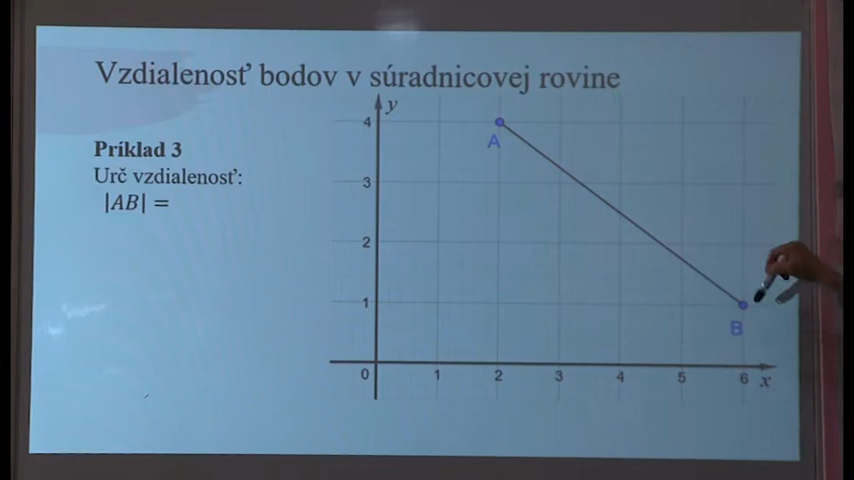 Vzdialenosť bodov v súradnicovej rovine
Príklad 3
Urč vzdialenosť:
|AB| =
y
4
A
3
2
1
B
0 1 2 3 4 5 6 x